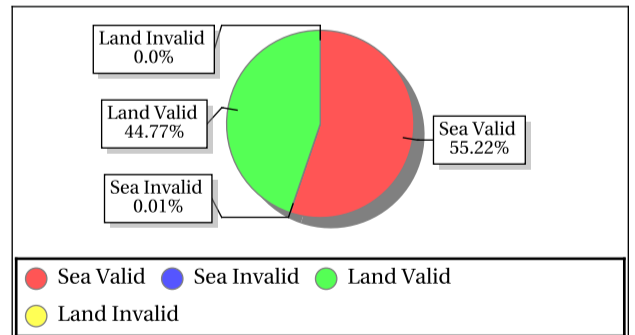 Land Invalid
0.0%
Land Valid
44.77%
Sea Valid
55.22%
Sea Invalid
0.01%
Sea Valid
Sea Invalid
Land Valid
Land Invalid